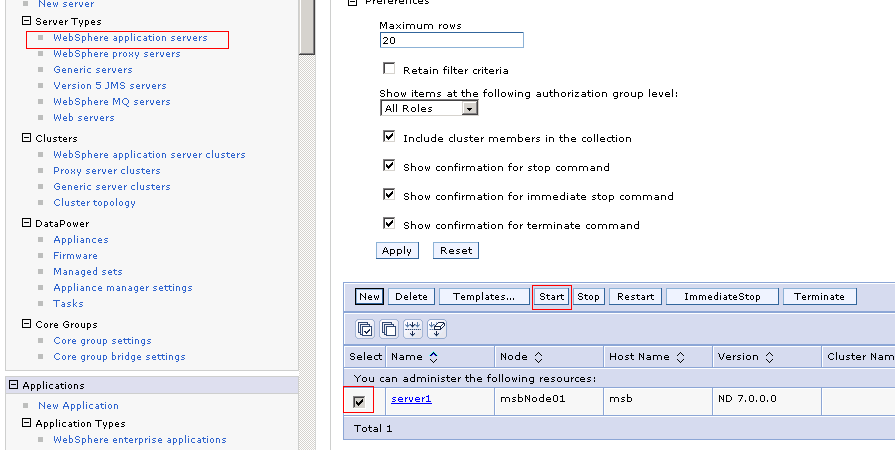 New server
Server Types
WebSphere application servers
WebSphere proxy servers
Generic servers
Version 5 JMS servers
WebSphere MQ servers
Web servers
Clusters
WebSphere application server clusters
Proxy server clusters
Generic server clusters
Cluster topology
DataPower
Appliances
Firmware
Managed sets
Appliance manager settings
Tasks
Core Groups
Core group settings
Core group bridge settings
Applications
New Application
Application Types
WebSphere enterprise applications
Preferences
Maximum rows
20
Retain filter criteria
Show items at the following authorization group level:
All Roles
Include cluster members in the collection
Show confirmation for stop command
Show confirmation for immediate stop command
Show confirmation for terminate command
Apply Reset
New Delete Templates... Start Stop Restart ImmediateStop Terminate
Select Name Node Host Name Version Cluster Nam
You can administer the following resources:
server1 msbNode01 msb ND 7.0.0.0
Total 1